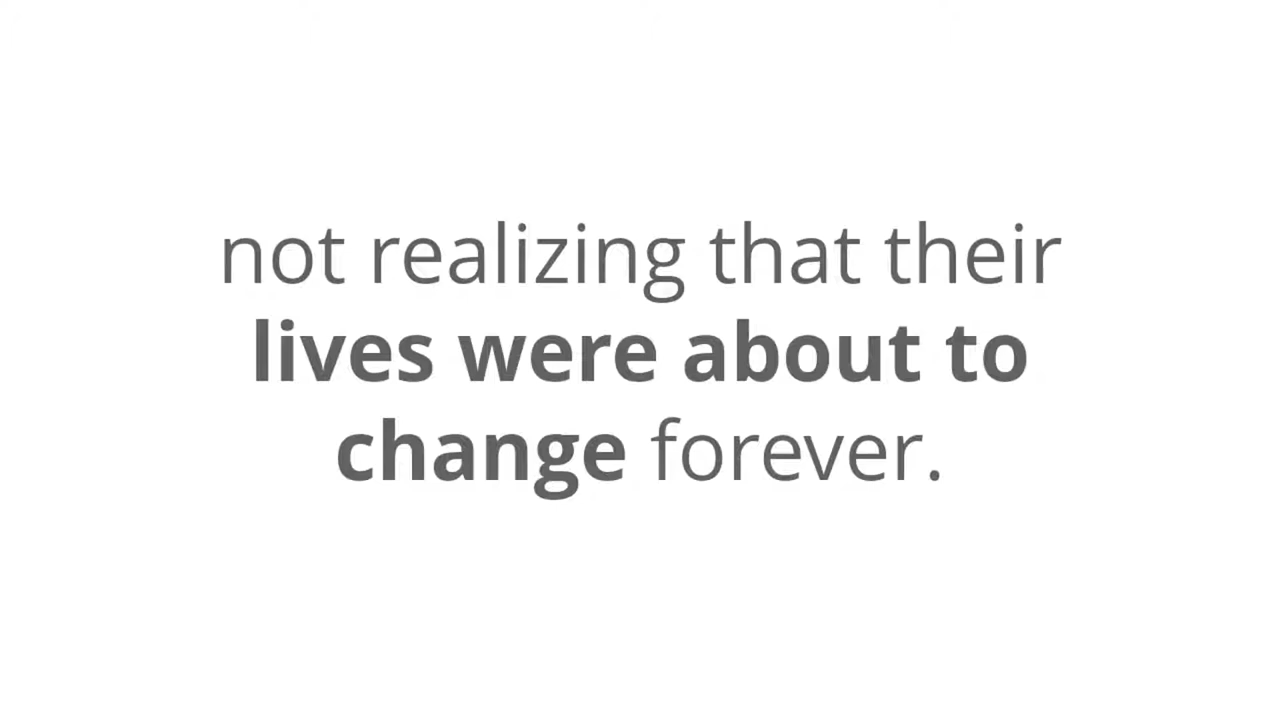 not realizing that their
lives were about to
change forever.